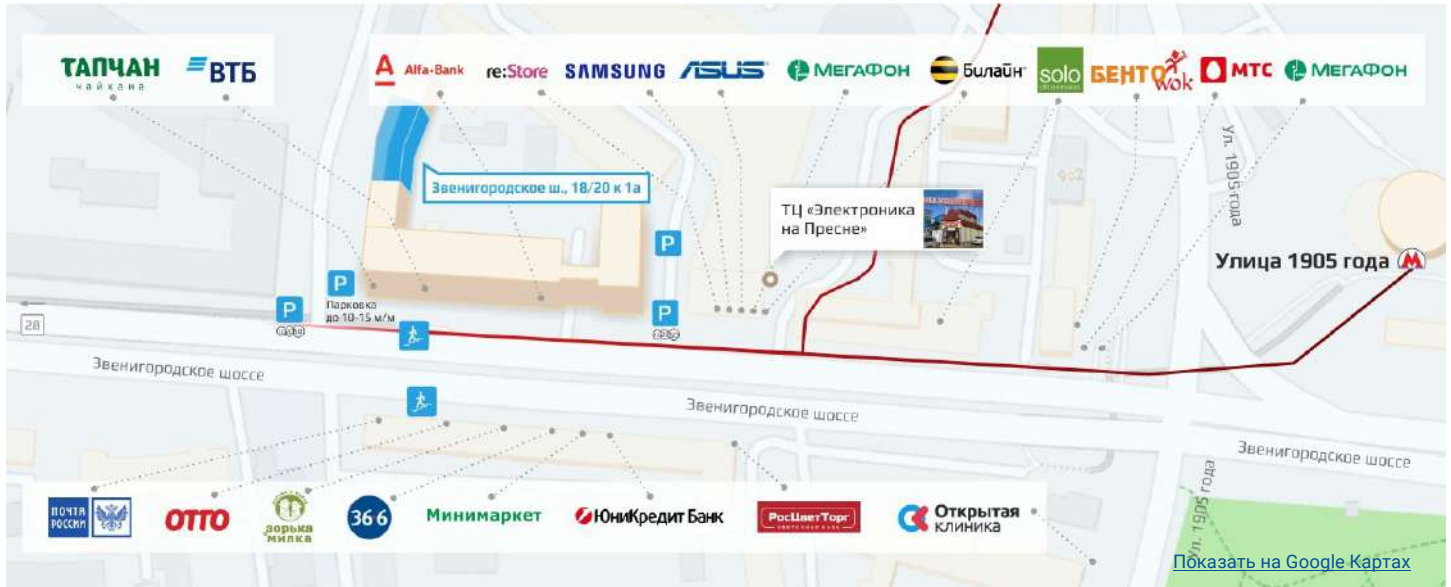 ТАПЧАН
чайхана
ВТБ
A Alfa-Bank
re:Store
SAMSUNG
ASUS
МЕГАФОН
Билайн
solo
БЕНТО
Wok
МТС
МЕГАФОН
Ул. 1905 года
Звенигородское ш., 18/20 к 1а
ТЦ «Электроника
на Пресне»
Улица 1905 года М
P
P
P
P
Парковка
до 10-15 м/м
28
Звенигородское шоссе
Звенигородское шоссе
Звенигородское шоссе
Ул. 1905 года
ПОЧТА
РОССИИ
ОТТО
зорька
милка
36,6
Минимаркет
ЮниКредит Банк
РосЦветТорг
Открытая
клиника
Показать на Google Картах